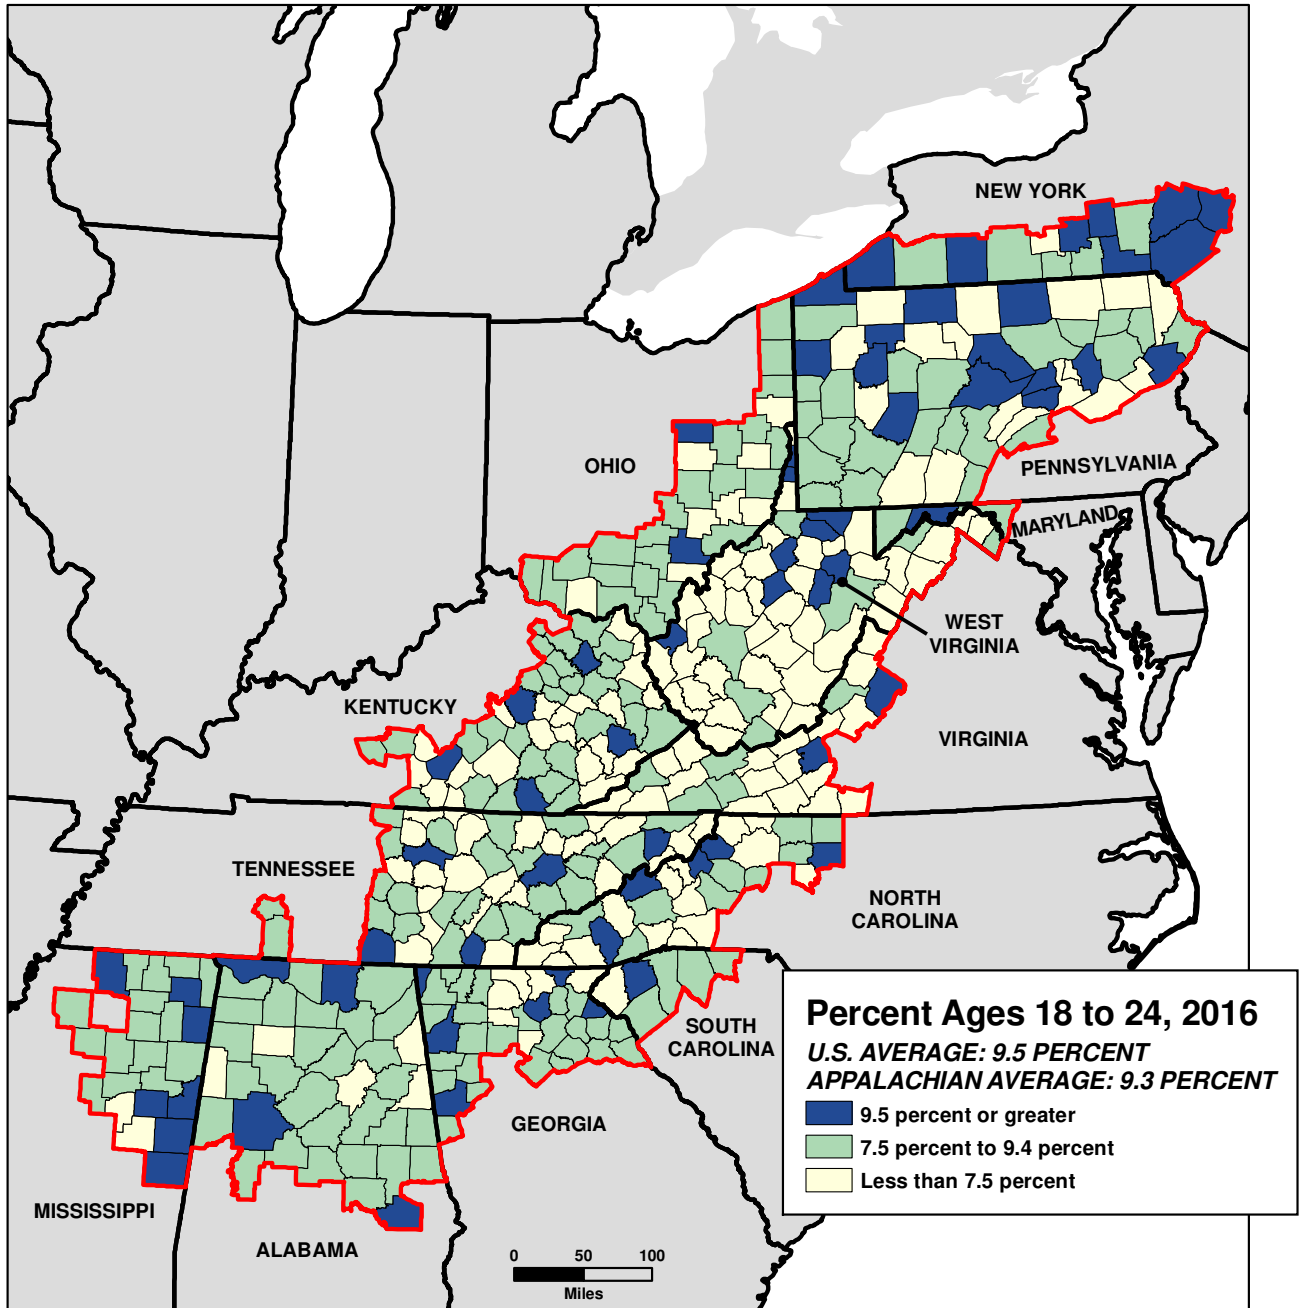 NEW YORK
OHIO
PENNSYLVANIA
MARYLAND
WEST
VIRGINIA
KENTUCKY
VIRGINIA
TENNESSEE
NORTH
CAROLINA
SOUTH
CAROLINA
GEORGIA
MISSISSIPPI
ALABAMA
0 50 100
Miles
Percent Ages 18 to 24, 2016
U.S. AVERAGE: 9.5 PERCENT
APPALACHIAN AVERAGE: 9.3 PERCENT
9.5 percent or greater
7.5 percent to 9.4 percent
Less than 7.5 percent